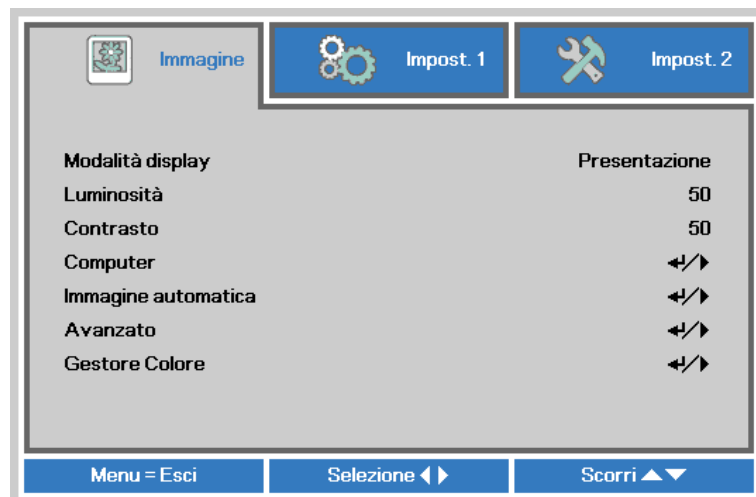 Immagine Impost. 1 Impost. 2
Modalità display Presentazione
Luminosità 50
Contrasto 50
Computer
Immagine automatica
Avanzato
Gestore Colore
Menu = Esci Selezione Scorri